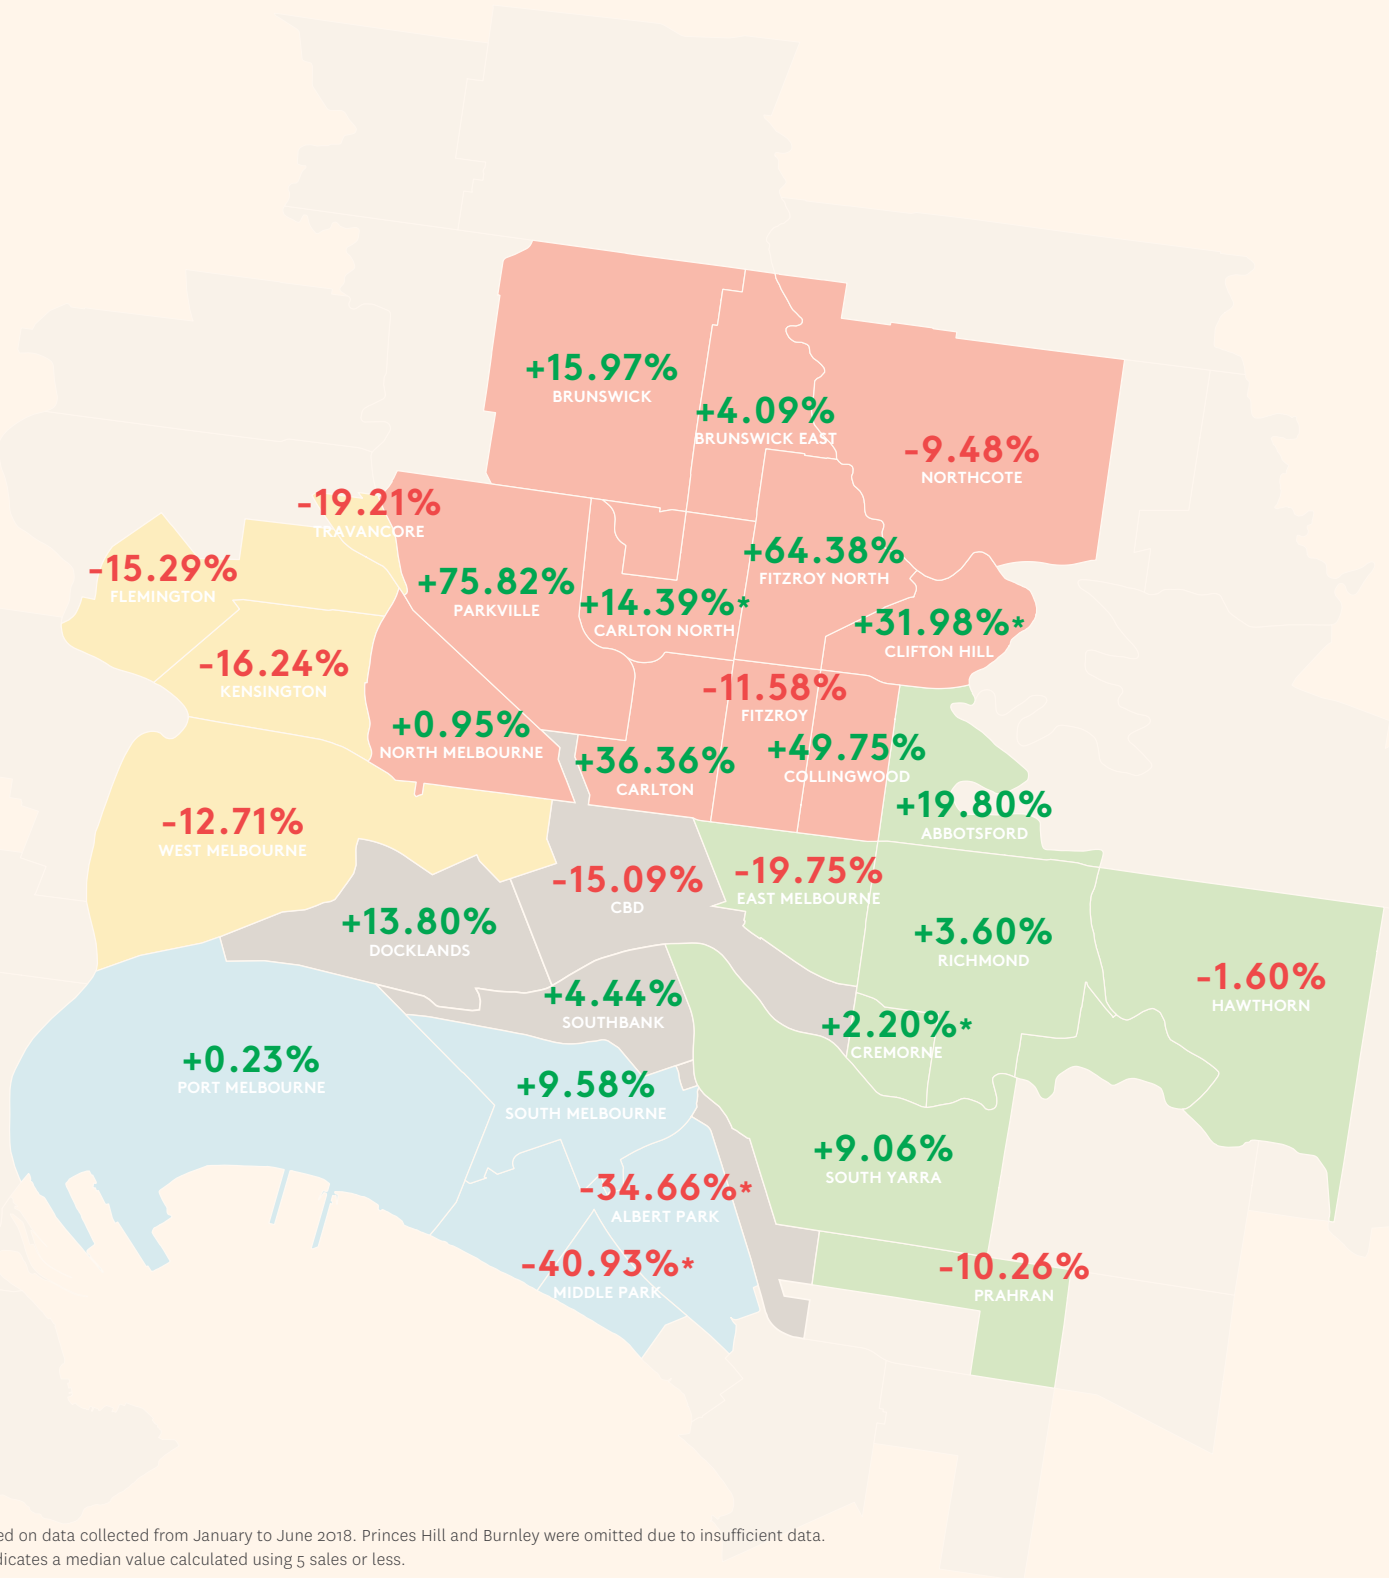 +15.97%
BRUNSWICK
+4.09%
BRUNSWICK EAST
-9.48%
NORTHCOTE
-19.21%
TRAVANCORE
-15.29%
FLEMINGTON
+75.82%
PARKVILLE
+14.39%*
CARLTON NORTH
+64.38%
FITZROY NORTH
+31.98%*
CLIFTON HILL
-16.24%
KENSINGTON
+0.95%
NORTH MELBOURNE
-11.58%
FITZROY
+36.36%
CARLTON
+49.75%
COLLINGWOOD
+19.80%
ABBOTSFORD
-12.71%
WEST MELBOURNE
-15.09%
CBD
-19.75%
EAST MELBOURNE
+13.80%
DOCKLANDS
+3.60%
RICHMOND
-1.60%
HAWTHORN
+4.44%
SOUTHBANK
+2.20%*
CREMORNE
+0.23%
PORT MELBOURNE
+9.58%
SOUTH MELBOURNE
+9.06%
SOUTH YARRA
-34.66%*
ALBERT PARK
-40.93%*
MIDDLE PARK
-10.26%
PRAHRAN
ed on data collected from January to June 2018. Princes Hill and Burnley were omitted due to insufficient data.
dicates a median value calculated using 5 sales or less.